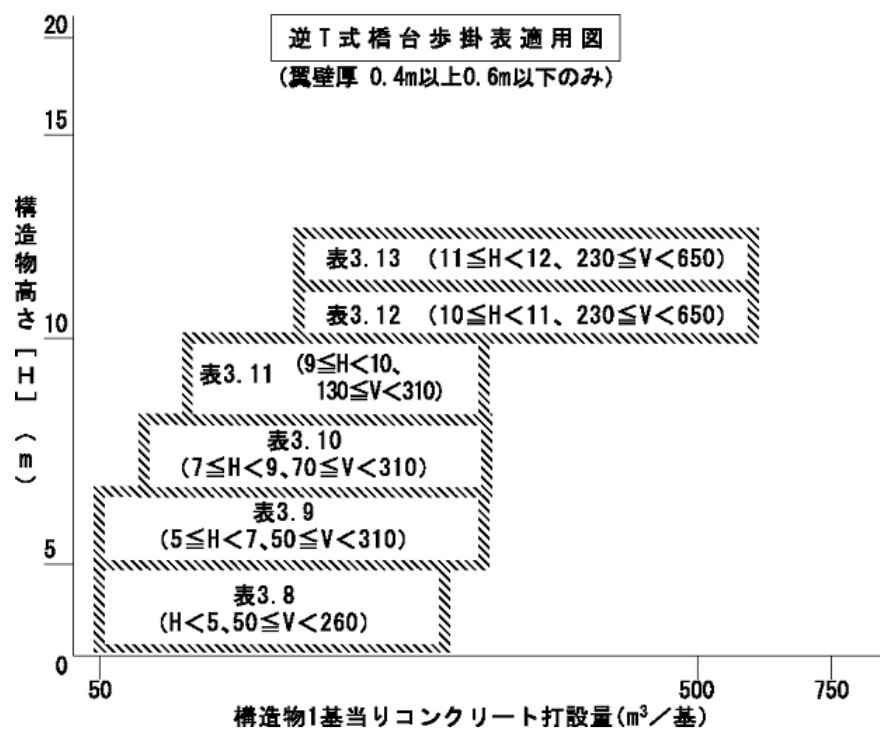 逆T式橋台歩掛表適用図
(翼壁厚 0.4m以上0.6m以下のみ)
20
15
10
5
0
構造物高さ[H] (m)
表3.13 (11≦H<12、230≦V<650)
表3.12 (10≦H<11、230≦V<650)
表3.11 (9≦H<10、
130≦V<310)
表3.10
(7≦H<9、70≦V<310)
表3.9
(5≦H<7、50≦V<310)
表3.8
(H<5、50≦V<260)
50
500
750
構造物1基当りコンクリート打設量(m³/基)